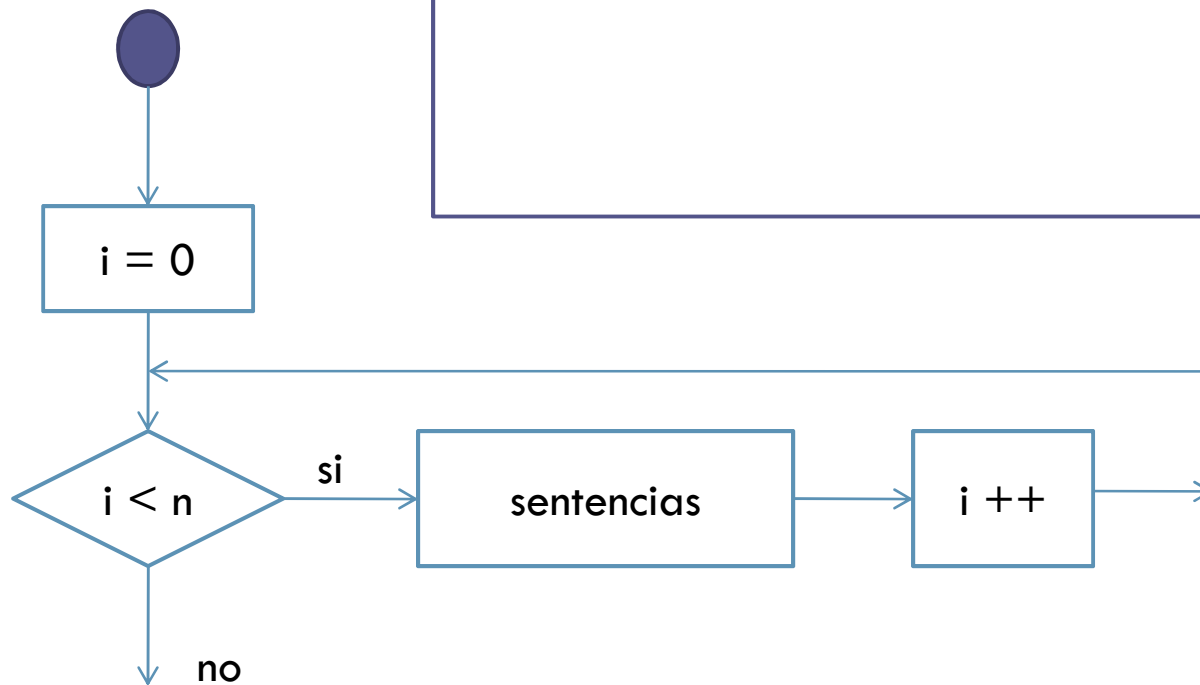 i = 0
i < n
si
sentencias
i ++
no